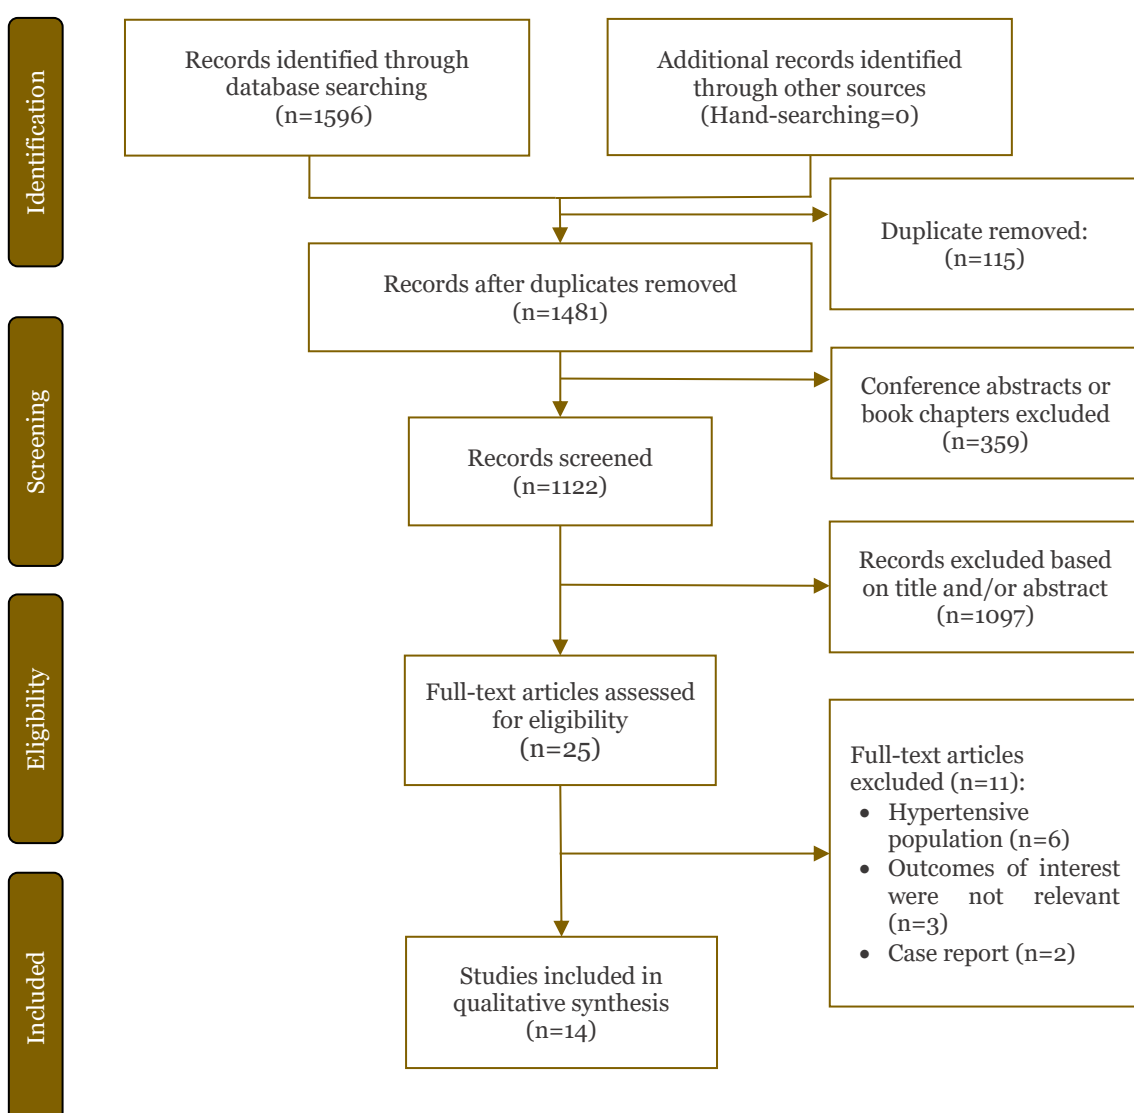 Identification
Records identified through
database searching
(n=1596)
Additional records identified
through other sources
(Hand-searching=0)
Duplicate removed:
(n=115)
Records after duplicates removed
(n=1481)
Screening
Conference abstracts or
book chapters excluded
(n=359)
Records screened
(n=1122)
Records excluded based
on title and/or abstract
(n=1097)
Eligibility
Full-text articles assessed
for eligibility
(n=25)
Full-text articles
excluded (n=11):
• Hypertensive
population (n=6)
• Outcomes of interest
were not relevant
(n=3)
• Case report (n=2)
Included
Studies included in
qualitative synthesis
(n=14)